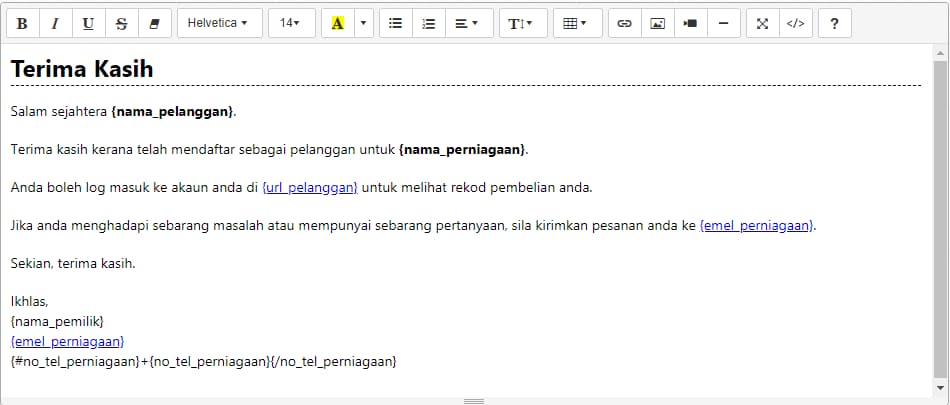 B I U S Helvetica 14 A T </> ?
Terima Kasih
Salam sejahtera {nama_pelanggan}.
Terima kasih kerana telah mendaftar sebagai pelanggan untuk {nama_perniagaan}.
Anda boleh log masuk ke akaun anda di {url_pelanggan} untuk melihat rekod pembelian anda.
Jika anda menghadapi sebarang masalah atau mempunyai sebarang pertanyaan, sila kirimkan pesanan anda ke {emel_perniagaan}.
Sekian, terima kasih.
Ikhlas,
{nama_pemilik}
{emel_perniagaan}
{#no_tel_perniagaan}+{no_tel_perniagaan}{/no_tel_perniagaan}